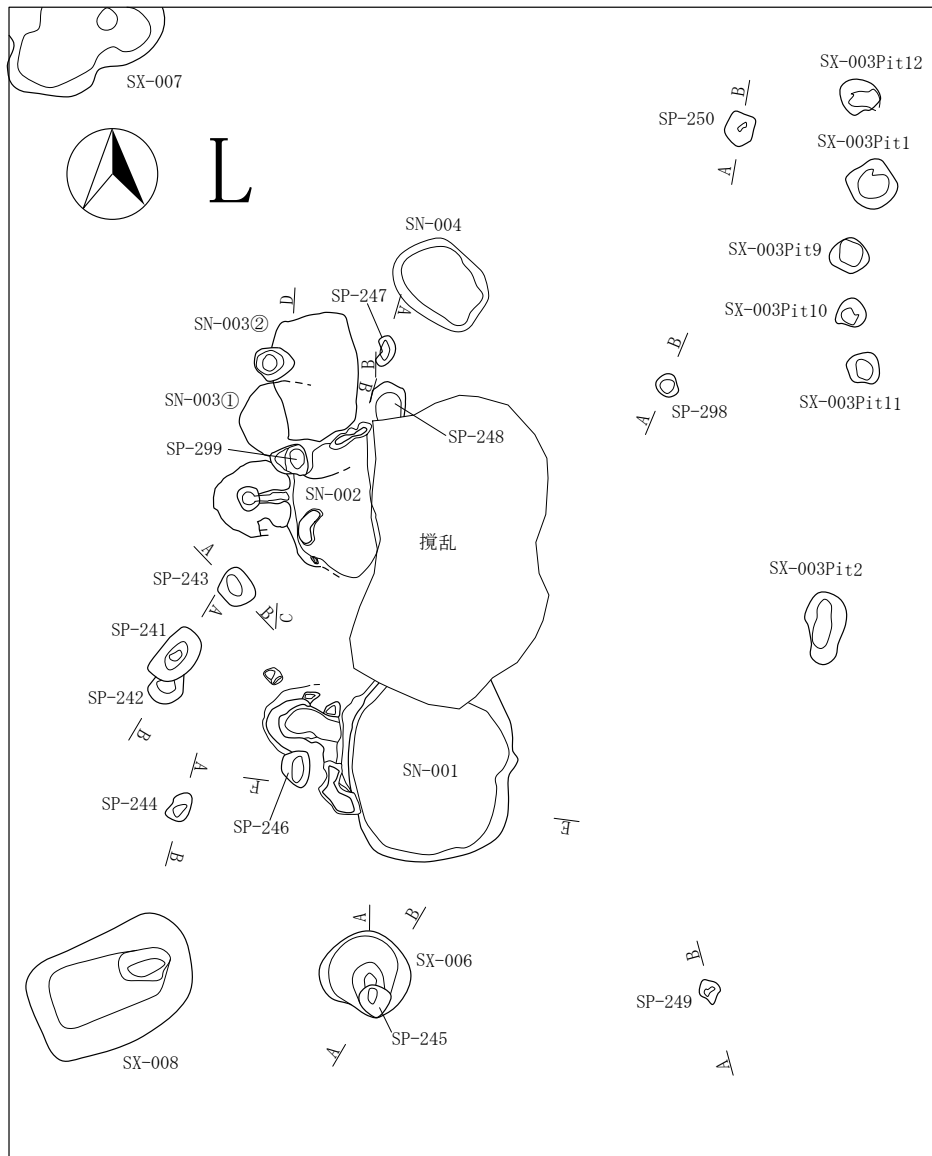 SX-007
SX-003Pit12
B
SP-250
SX-003Pit1
A
L
SN-004
SX-003Pit9
D
SP-247
A
SX-003Pit10
SN-003②
B
B
B
SN-003①
SX-003Pit11
SP-298
A
SP-248
SP-299
SN-002
撹乱
A
SP-243
SX-003Pit2
A
B
C
SP-241
SP-242
B
A
SN-001
F
SP-244
SP-246
E
B
A
B
SX-006
B
SP-249
SP-245
A
SX-008
A